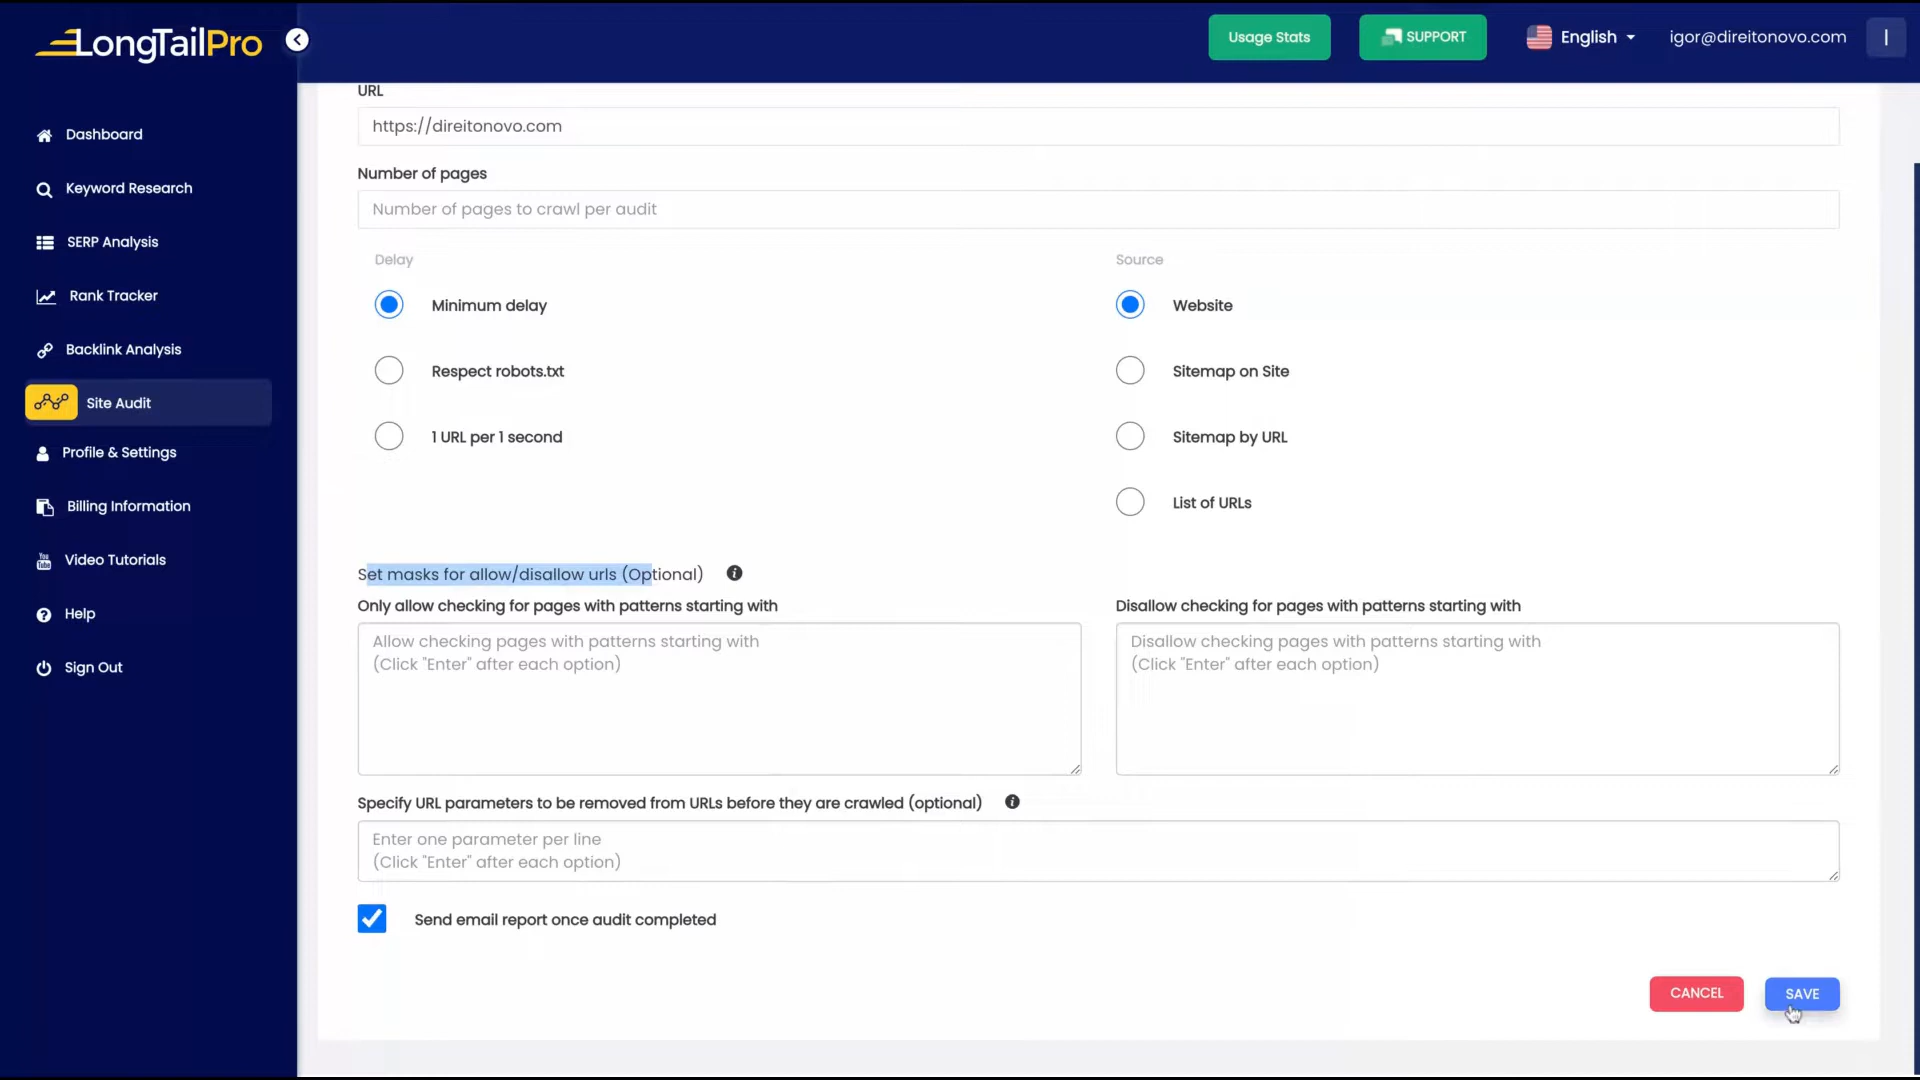 LongTailPro
Usage Stats
SUPPORT
English
igor@direitonovo.com
I
Dashboard
Keyword Research
SERP Analysis
Rank Tracker
Backlink Analysis
Site Audit
Profile & Settings
Billing Information
You Tube
Video Tutorials
Help
Sign Out
URL
https://direitonovo.com
Number of pages
Number of pages to crawl per audit
Delay
Minimum delay
Respect robots.txt
1 URL per 1 second
Source
Website
Sitemap on Site
Sitemap by URL
List of URLs
Set masks for allow/disallow urls (Optional)
Only allow checking for pages with patterns starting with
Allow checking pages with patterns starting with
(Click "Enter" after each option)
Disallow checking for pages with patterns starting with
Disallow checking pages with patterns starting with
(Click "Enter" after each option)
Specify URL parameters to be removed from URLs before they are crawled (optional)
Enter one parameter per line
(Click "Enter" after each option)
Send email report once audit completed
CANCEL
SAVE